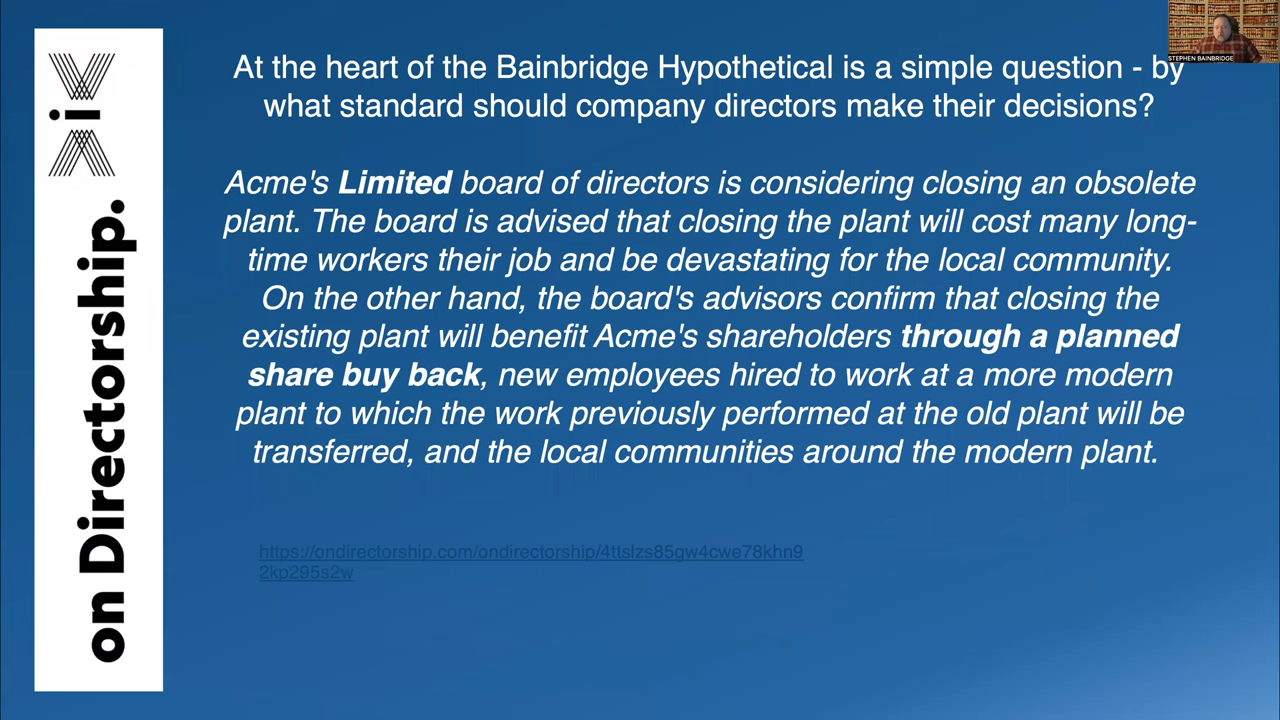 At the heart of the Bainbridge Hypothetical is a simple question - by
what standard should company directors make their decisions?
Acme's Limited board of directors is considering closing an obsolete
plant. The board is advised that closing the plant will cost many long-
time workers their job and be devastating for the local community.
On the other hand, the board's advisors confirm that closing the
existing plant will benefit Acme's shareholders through a planned
share buy back, new employees hired to work at a more modern
plant to which the work previously performed at the old plant will be
transferred, and the local communities around the modern plant.
https://ondirectorship.com/ondirectorship/4ttslzs85gw4cwe78khn9
2kp295s2w
on Directorship.
xiv
STEPHEN BAINBRIDGE